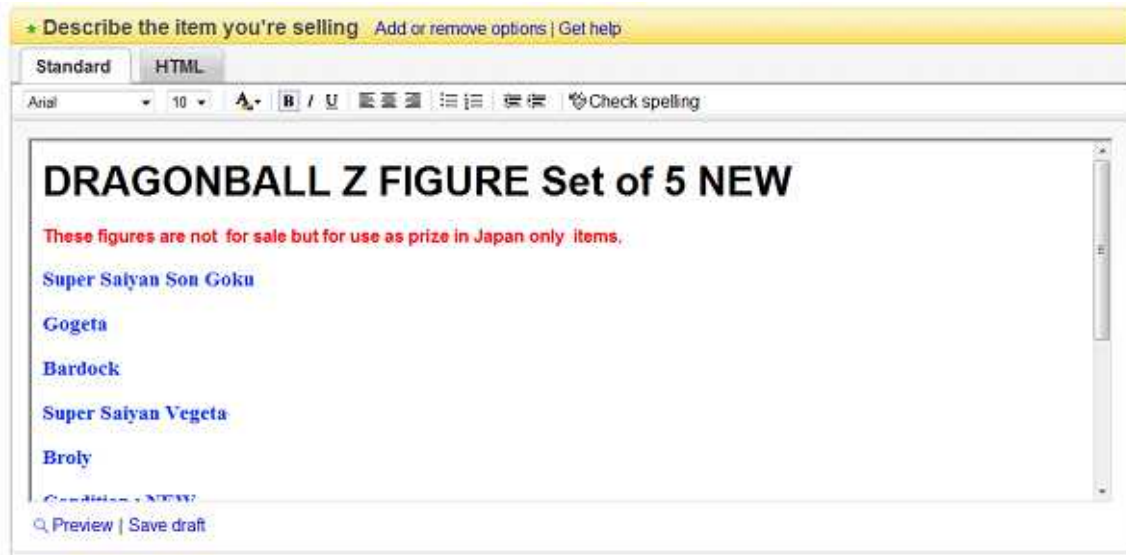 * Describe the item you're selling Add or remove options | Get help
Standard HTML
Arial 10 A B I U Check spelling
DRAGONBALL Z FIGURE Set of 5 NEW
These figures are not for sale but for use as prize in Japan only items.
Super Saiyan Son Goku
Gogeta
Bardock
Super Saiyan Vegeta
Broly
Condition : NEW
Preview | Save draft